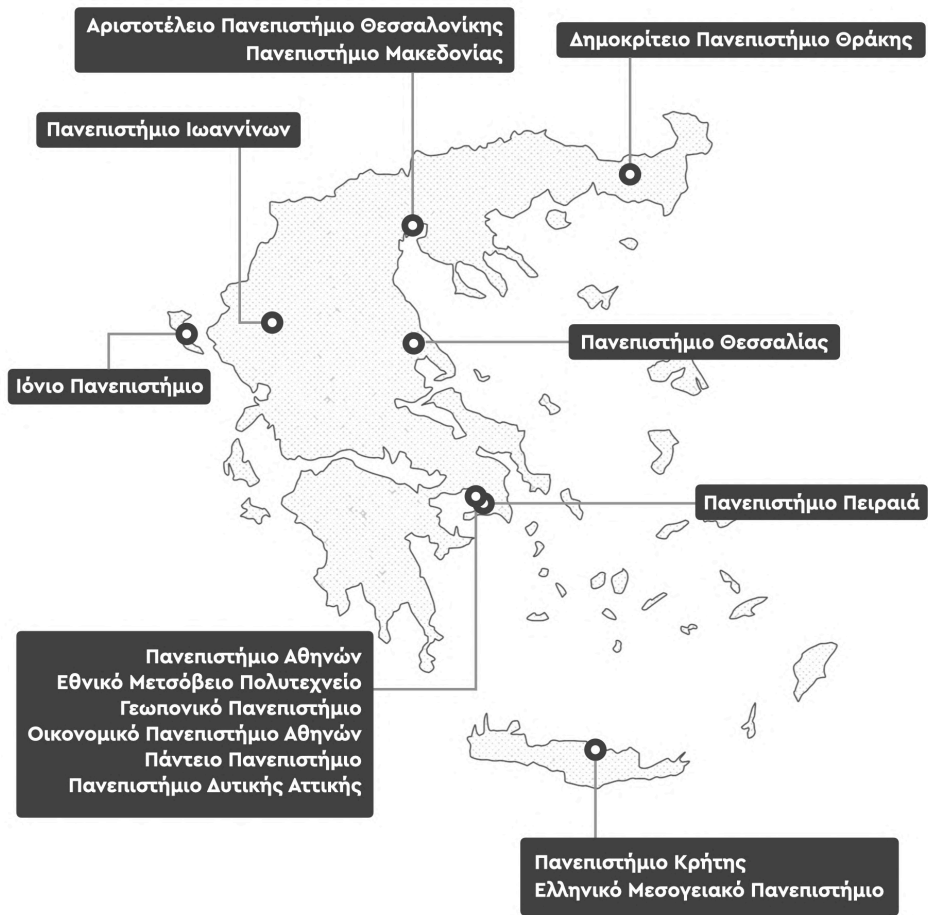 Αριστοτέλειο Πανεπιστήμιο Θεσσαλονίκης
Πανεπιστήμιο Μακεδονίας
Δημοκρίτειο Πανεπιστήμιο Θράκης
Πανεπιστήμιο Ιωαννίνων
Πανεπιστήμιο Θεσσαλίας
Ιόνιο Πανεπιστήμιο
Πανεπιστήμιο Πειραιά
Πανεπιστήμιο Αθηνών
Εθνικό Μετσόβειο Πολυτεχνείο
Γεωπονικό Πανεπιστήμιο
Οικονομικό Πανεπιστήμιο Αθηνών
Πάντειο Πανεπιστήμιο
Πανεπιστήμιο Δυτικής Αττικής
Πανεπιστήμιο Κρήτης
Ελληνικό Μεσογειακό Πανεπιστήμιο